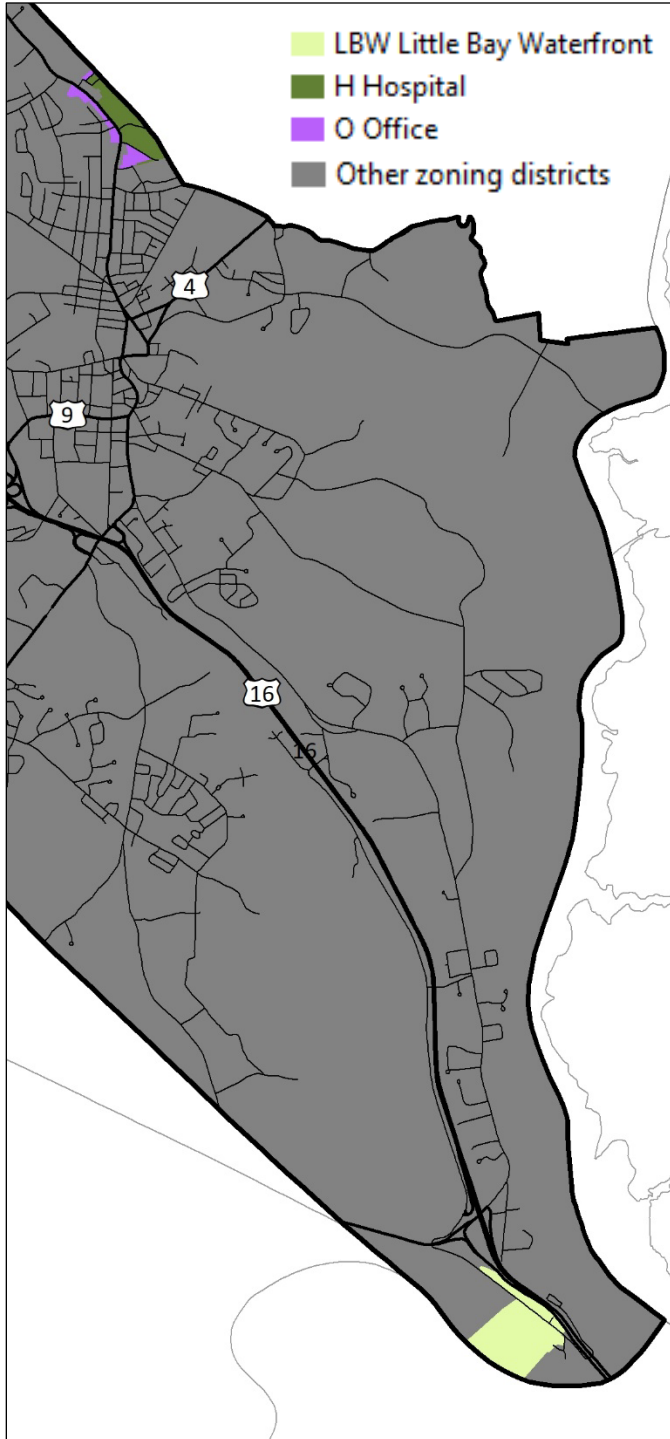 LBW Little Bay Waterfront
H Hospital
O Office
Other zoning districts
4
9
16
16